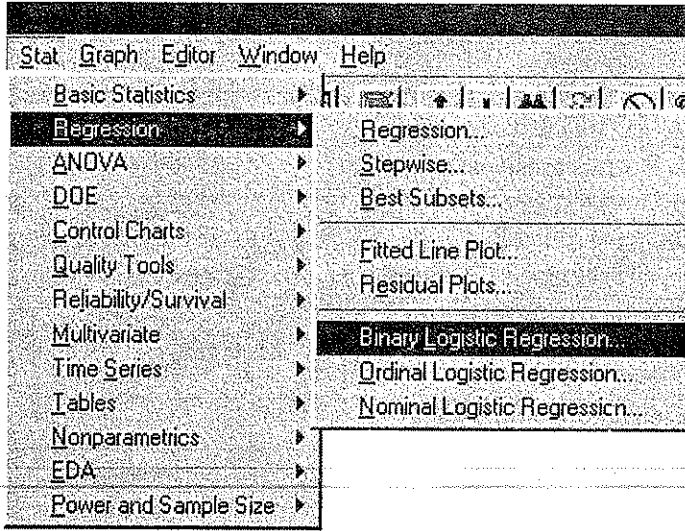 Stat Graph Editor Window Help
Basic Statistics
Regression
ANOVA
DOE
Control Charts
Quality Tools
Reliability/Survival
Multivariate
Time Series
Tables
Nonparametrics
EDA
Power and Sample Size
Regression...
Stepwise...
Best Subsets...
Fitted Line Plot...
Residual Plots...
Binary Logistic Regression...
Ordinal Logistic Regression...
Nominal Logistic Regression...